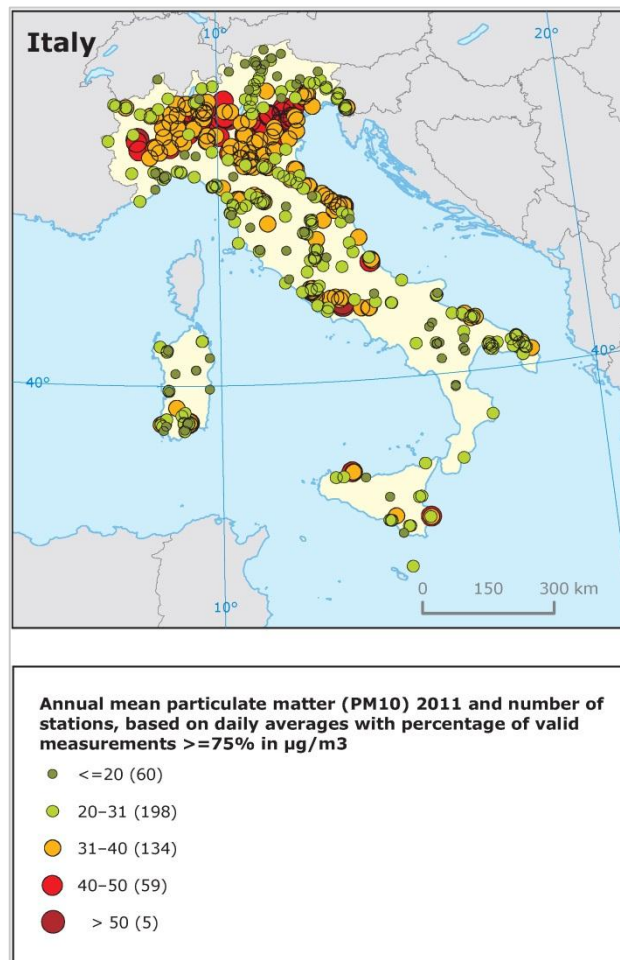 Italy
10°
20°
40°
40°
10°
0 150 300 km
Annual mean particulate matter (PM10) 2011 and number of
stations, based on daily averages with percentage of valid
measurements >=75% in µg/m3
<=20 (60)
20–31 (198)
31–40 (134)
40–50 (59)
> 50 (5)